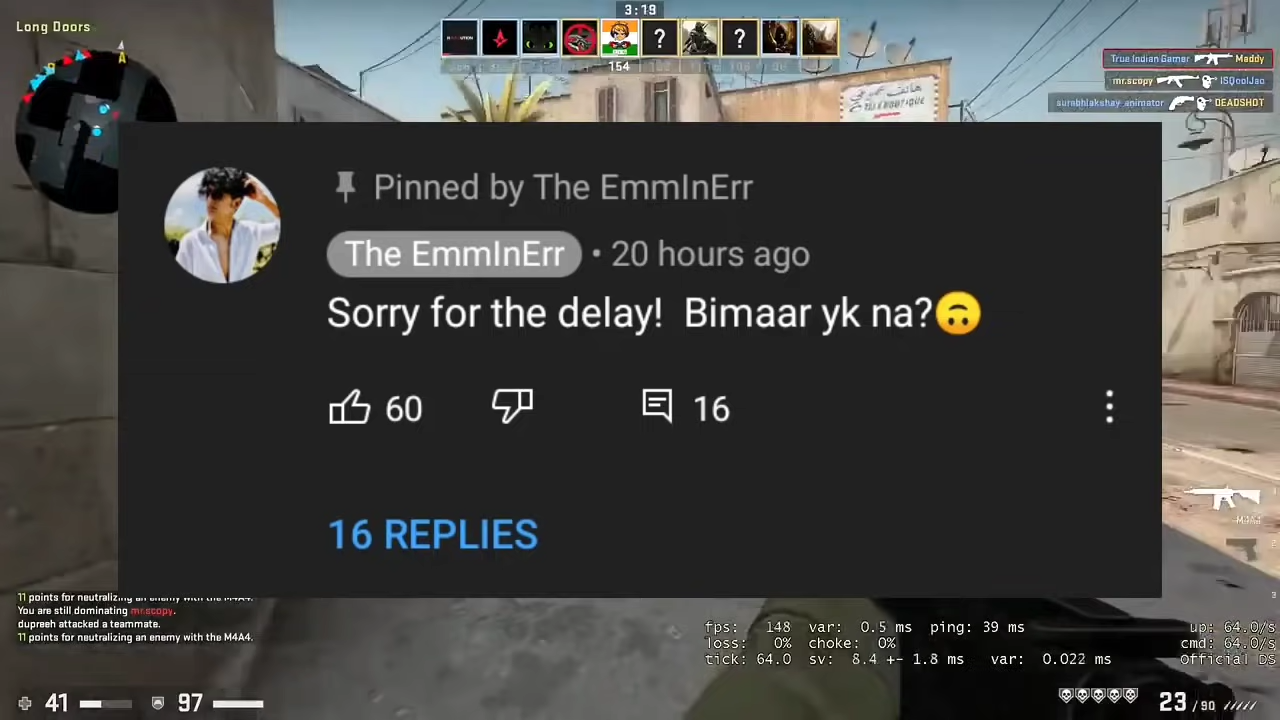 3:19
Long Doors
A
? ?
154
True Indian Gamer Maddy
mr.scopy ISOoolJao
surabhlakshay_animator DEADSHOT
TELEBOUTIQUE
Pinned by The EmmInErr
The EmmInErr • 20 hours ago
Sorry for the delay! Bimaar yk na?🙃
60 16
16 REPLIES
M4A4
11 points for neutralizing an enemy with the M4A4.
You are still dominating mr.scopy.
dupreeh attacked a teammate.
11 points for neutralizing an enemy with the M4A4.
fps: 148 var: 0.5 ms ping: 39 ms up: 64.0/s
loss: 0% choke: 0% cmd: 64.0/s
tick: 64.0 sv: 8.4 +- 1.8 ms var: 0.022 ms Official DS
41 97 23 / 90